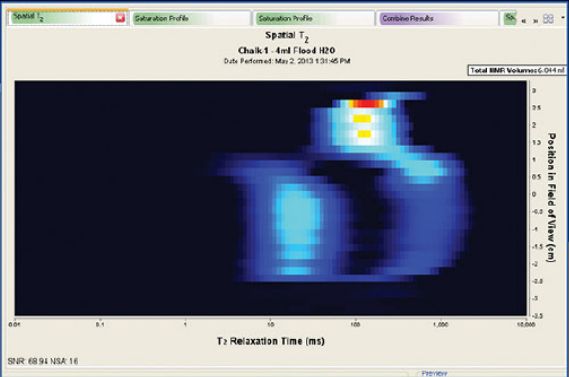 Spatial T2
Saturation Profile
Saturation Profile
Combine Results
Spatial T2
Chalk 1 - 4ml Flood H2O
Date Performed: May 2, 2013 1:31:45 PM
Total NMR Volume: 6.044 ml
3
2.5
2
1.5
1
0.5
0
-0.5
-1
-1.5
-2
-2.5
-3
-3.5
Position in Field of View (cm)
0.01
0.1
1
10
100
1,000
10,000
T2 Relaxation Time (ms)
SNR: 68.94 NSA: 16
Preview